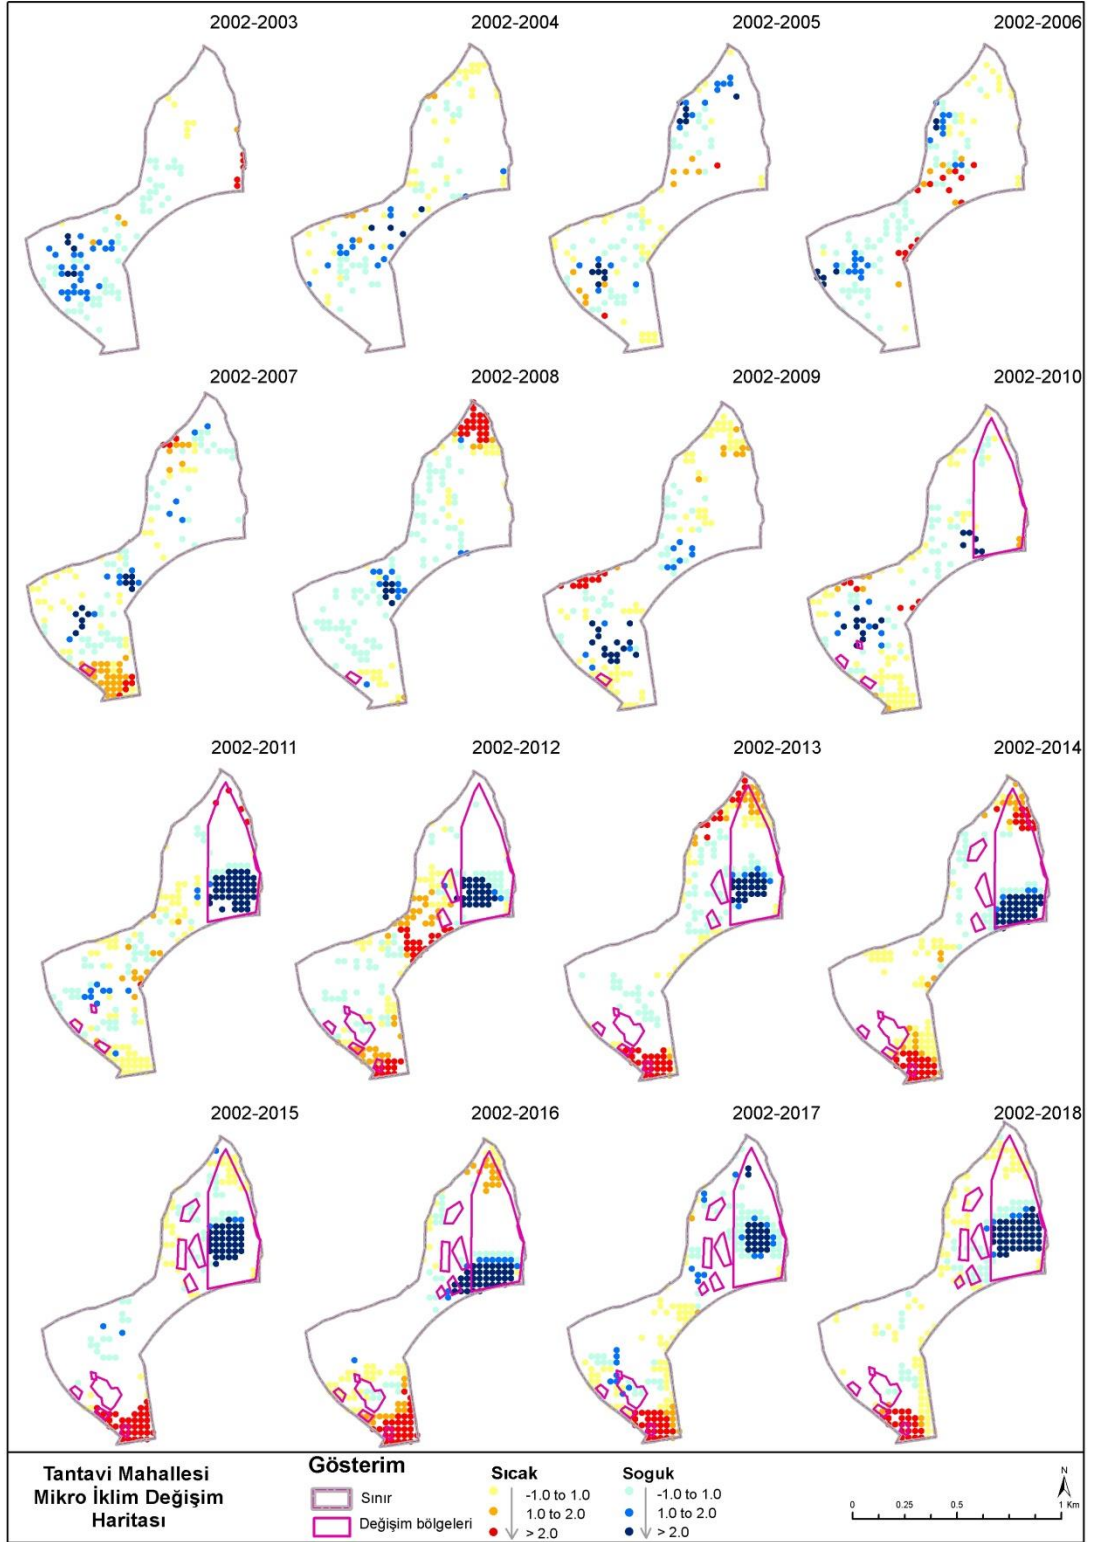 2002-2003
2002-2004
2002-2005
2002-2006
2002-2007
2002-2008
2002-2009
2002-2010
2002-2011
2002-2012
2002-2013
2002-2014
2002-2015
2002-2016
2002-2017
2002-2018
Tantavi Mahallesi
Mikro İklim Değişim
Haritası
Gösterim
Sınır
Değişim bölgeleri
Sıcak
-1.0 to 1.0
1.0 to 2.0
> 2.0
Soguk
-1.0 to 1.0
1.0 to 2.0
> 2.0
N
0 0.25 0.5 1 Km